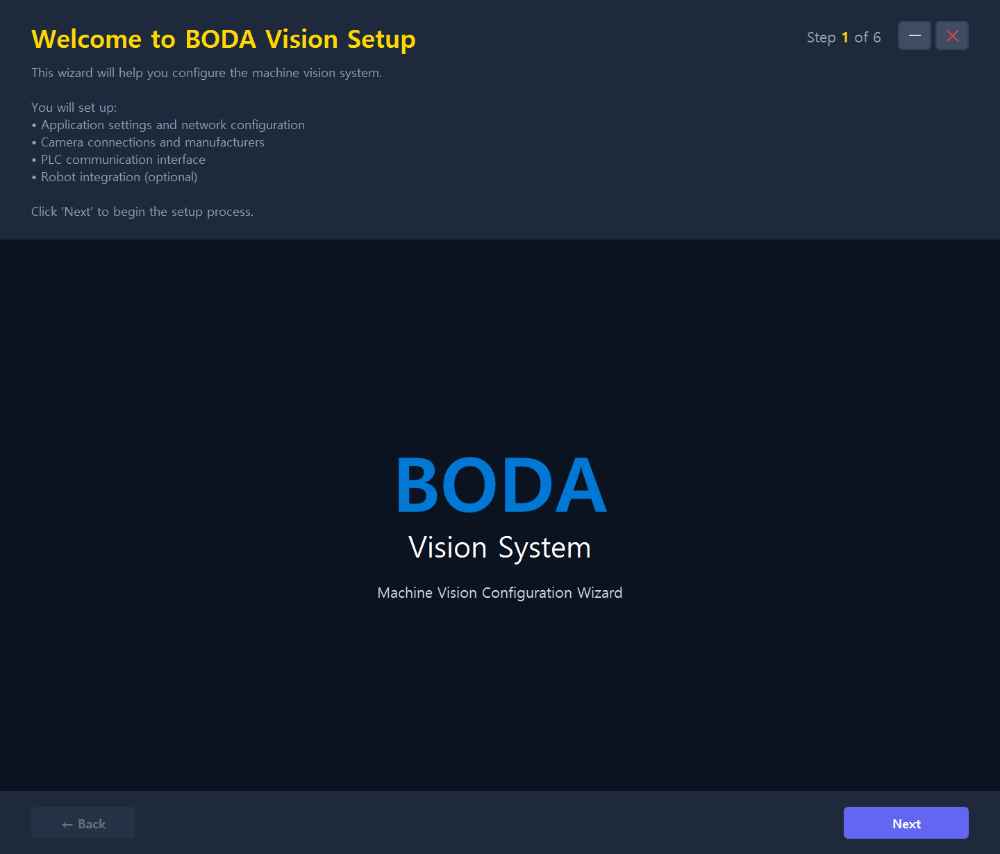 Welcome to BODA Vision Setup
Step 1 of 6
This wizard will help you configure the machine vision system.
You will set up:
• Application settings and network configuration
• Camera connections and manufacturers
• PLC communication interface
• Robot integration (optional)
Click 'Next' to begin the setup process.
BODA
Vision System
Machine Vision Configuration Wizard
← Back
Next